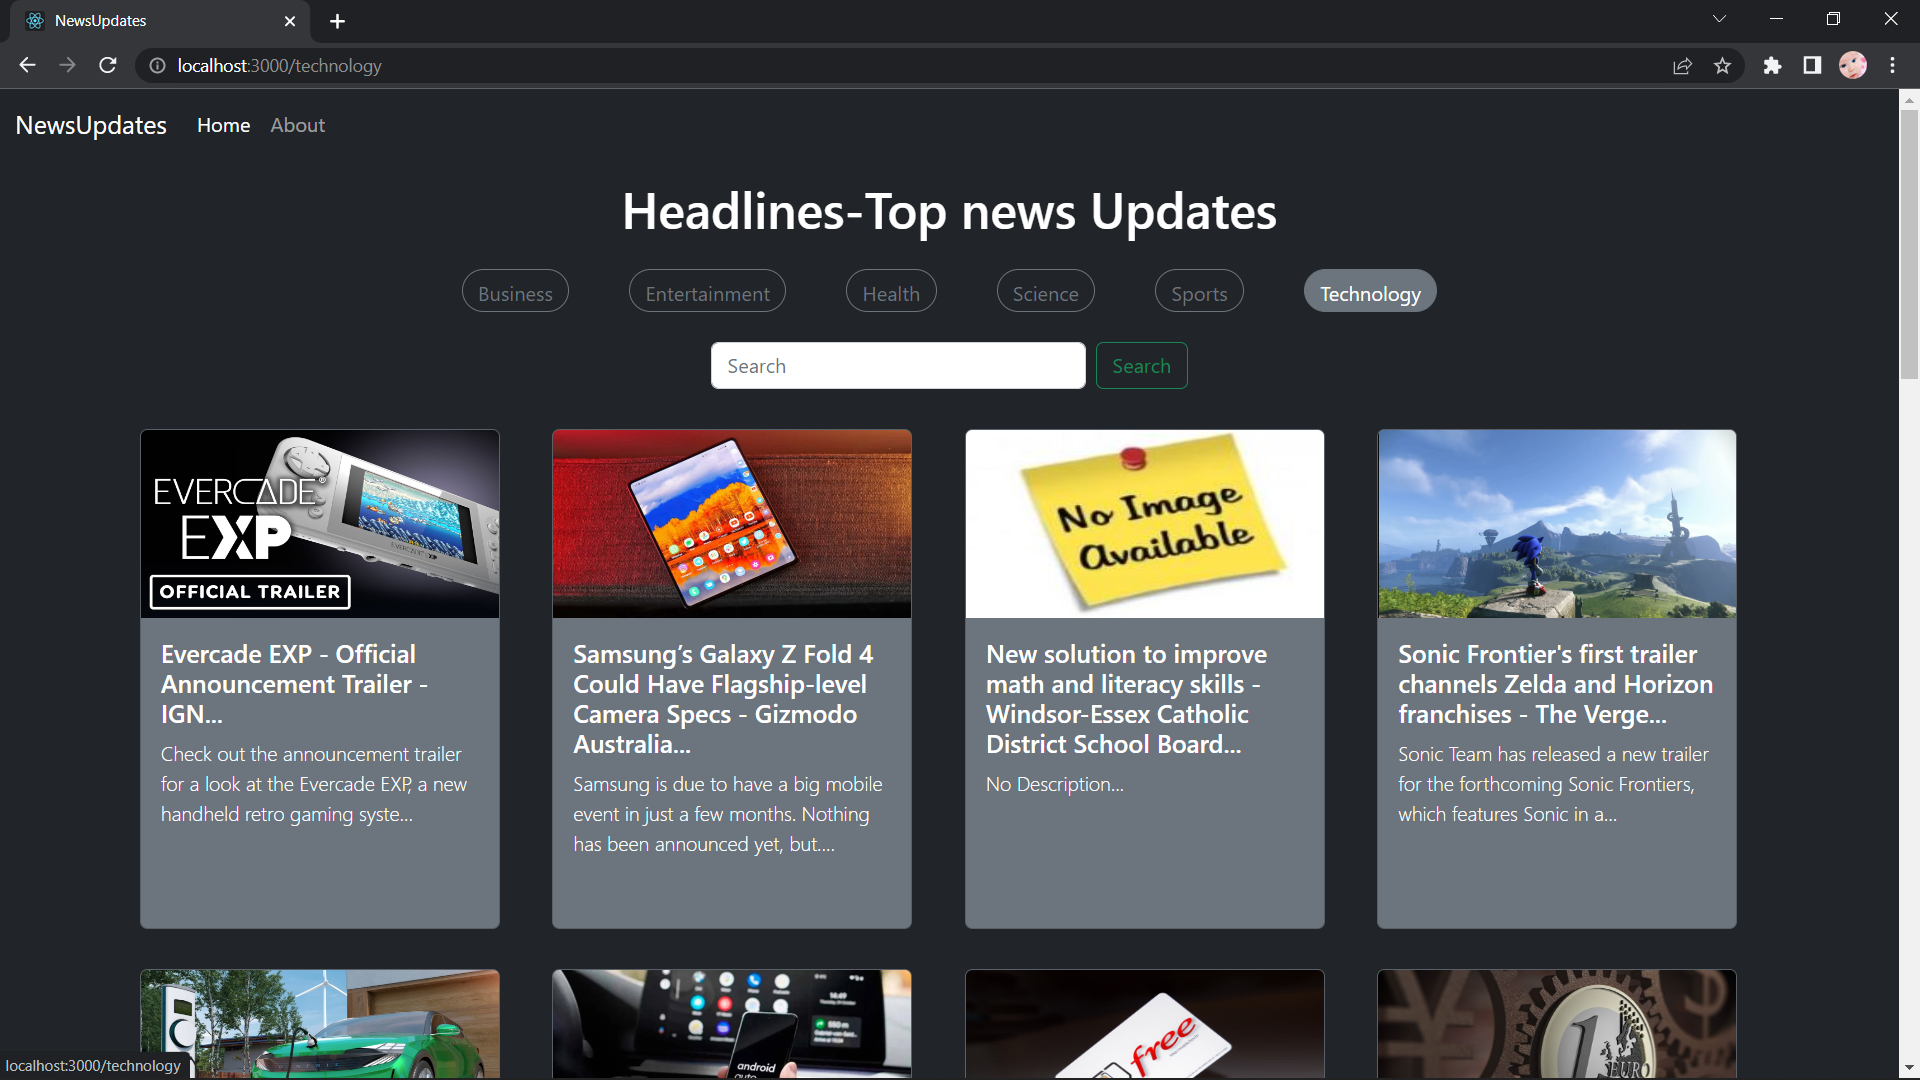 NewsUpdates
localhost:3000/technology
NewsUpdates Home About
Headlines-Top news Updates
Business Entertainment Health Science Sports Technology
Search Search
EVERCADE®
EXP
OFFICIAL TRAILER
No Image
Available
Evercade EXP - Official
Announcement Trailer -
IGN...
Check out the announcement trailer
for a look at the Evercade EXP, a new
handheld retro gaming syste...
Samsung’s Galaxy Z Fold 4
Could Have Flagship-level
Camera Specs - Gizmodo
Australia...
Samsung is due to have a big mobile
event in just a few months. Nothing
has been announced yet, but....
New solution to improve
math and literacy skills -
Windsor-Essex Catholic
District School Board...
No Description...
Sonic Frontier's first trailer
channels Zelda and Horizon
franchises - The Verge...
Sonic Team has released a new trailer
for the forthcoming Sonic Frontiers,
which features Sonic in a...
android
auto
free
1
EURO
localhost:3000/technology